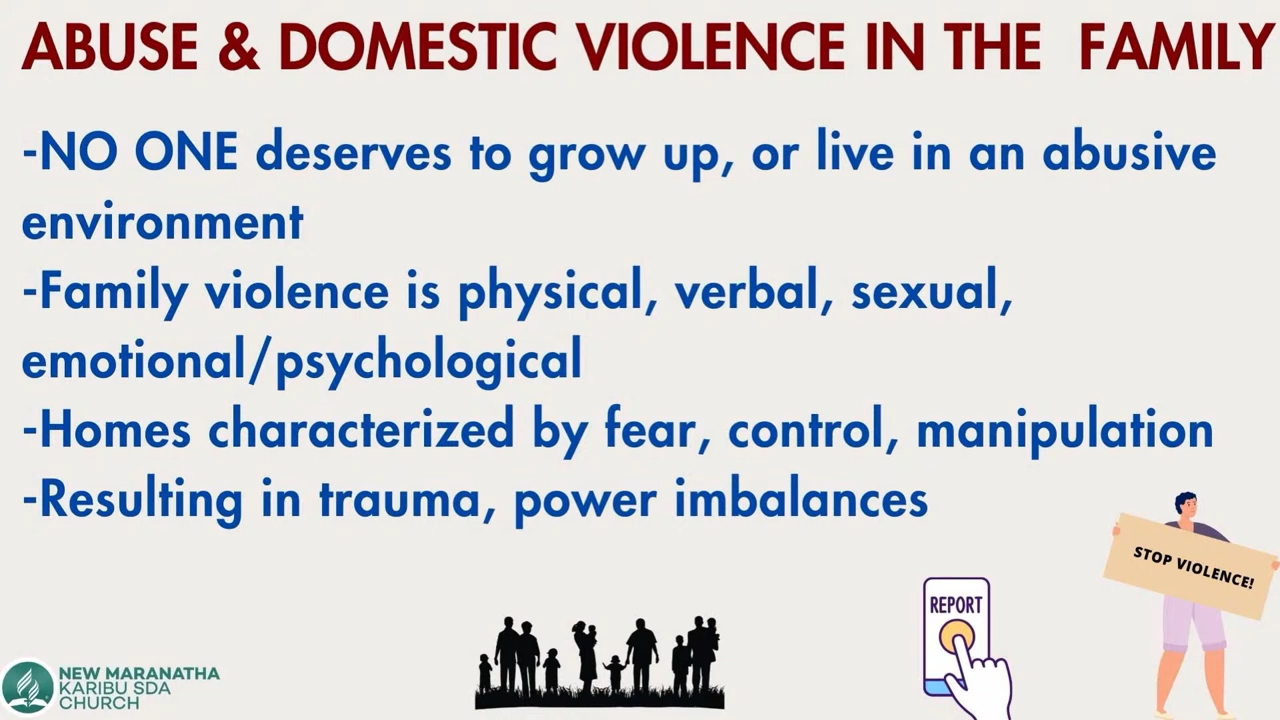 ABUSE & DOMESTIC VIOLENCE IN THE FAMILY
-NO ONE deserves to grow up, or live in an abusive
environment
-Family violence is physical, verbal, sexual,
emotional/psychological
-Homes characterized by fear, control, manipulation
-Resulting in trauma, power imbalances
STOP VIOLENCE!
REPORT
NEW MARANATHA
KARIBU SDA
CHURCH